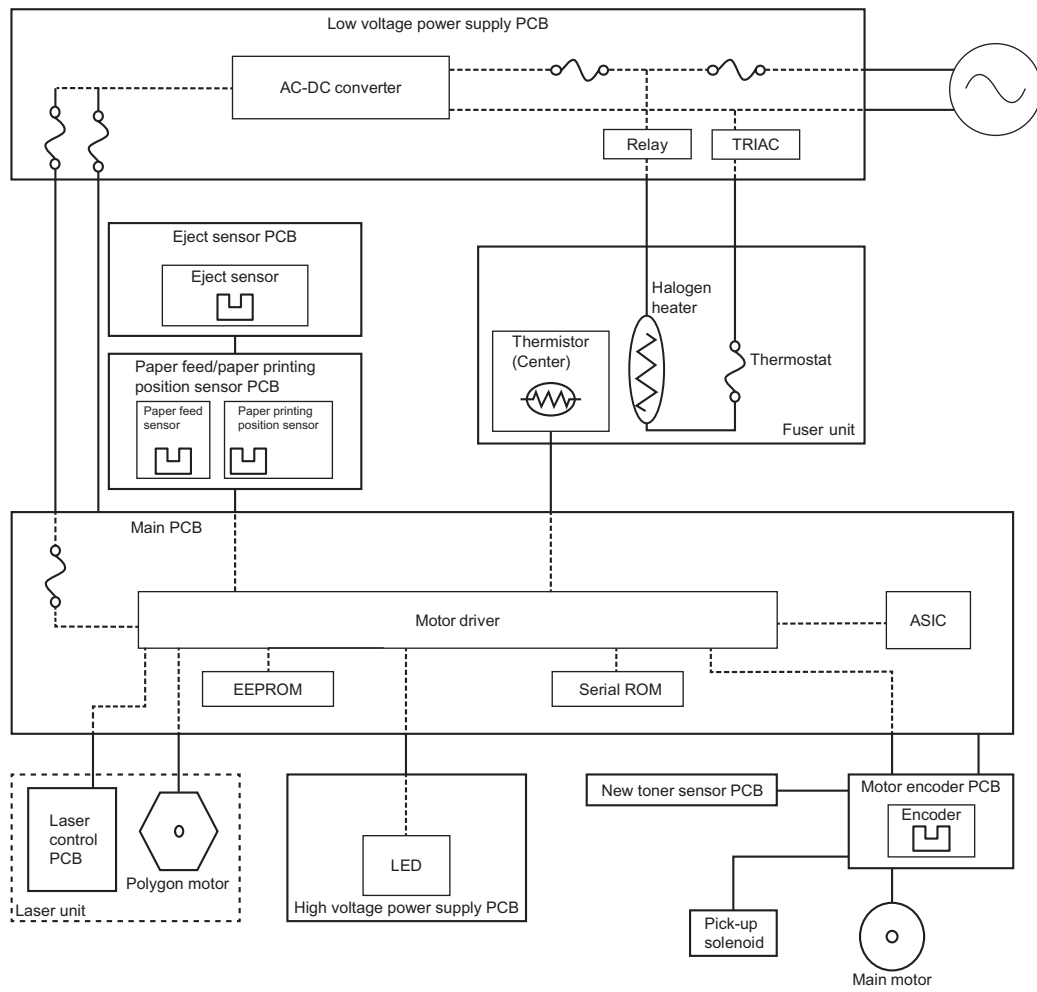 Low voltage power supply PCB
AC-DC converter
Relay
TRIAC
Eject sensor PCB
Eject sensor
Halogen
heater
Thermistor
(Center)
Thermostat
Fuser unit
Paper feed/paper printing
position sensor PCB
Paper feed
sensor
Paper printing
position sensor
Main PCB
Motor driver
ASIC
EEPROM
Serial ROM
Laser
control
PCB
Polygon motor
Laser unit
LED
High voltage power supply PCB
New toner sensor PCB
Motor encoder PCB
Encoder
Pick-up
solenoid
Main motor